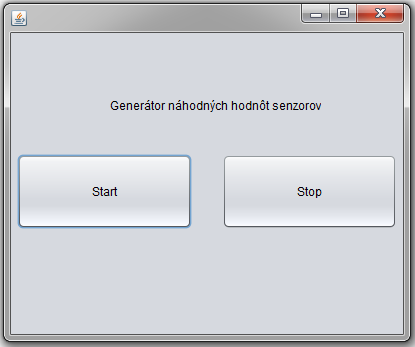 Generátor náhodných hodnôt senzorov
Start
Stop